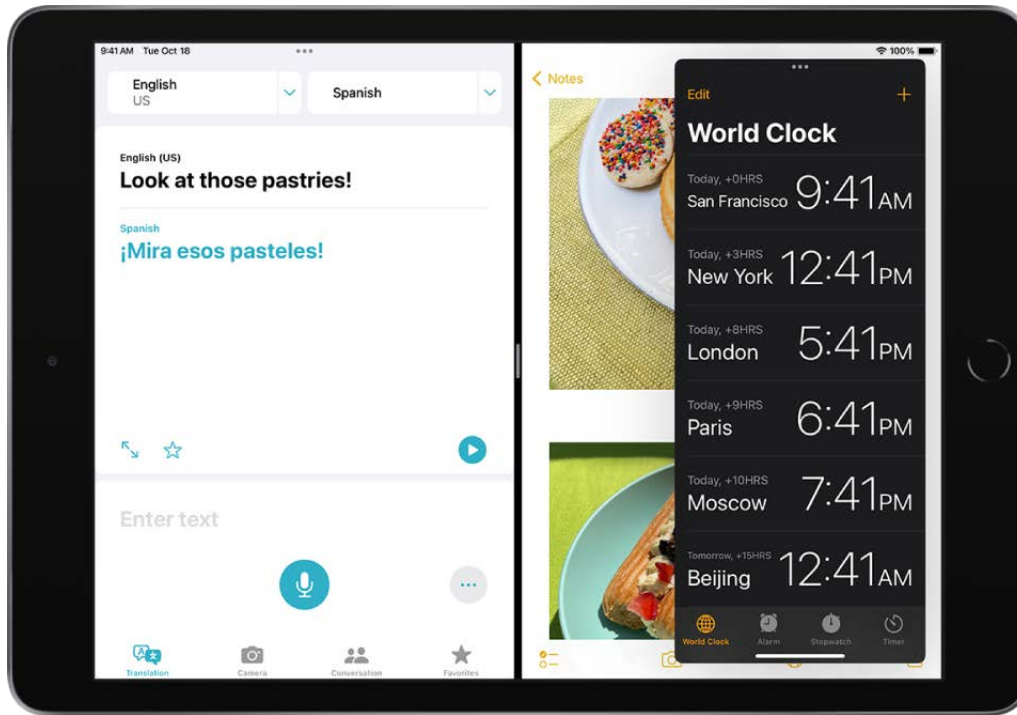 9:41 AM Tue Oct 18
100%
English
US
Spanish
English (US)
Look at those pastries!
Spanish
¡Mira esos pasteles!
Enter text
Translation
Camera
Conversation
Favorites
Notes
Edit
World Clock
Today, +0HRS
San Francisco 9:41AM
Today, +3HRS
New York 12:41PM
Today, +8HRS
London 5:41PM
Today, +9HRS
Paris 6:41PM
Today, +10HRS
Moscow 7:41PM
Tomorrow, +15HRS
Beijing 12:41AM
World Clock
Alarm
Stopwatch
Timer